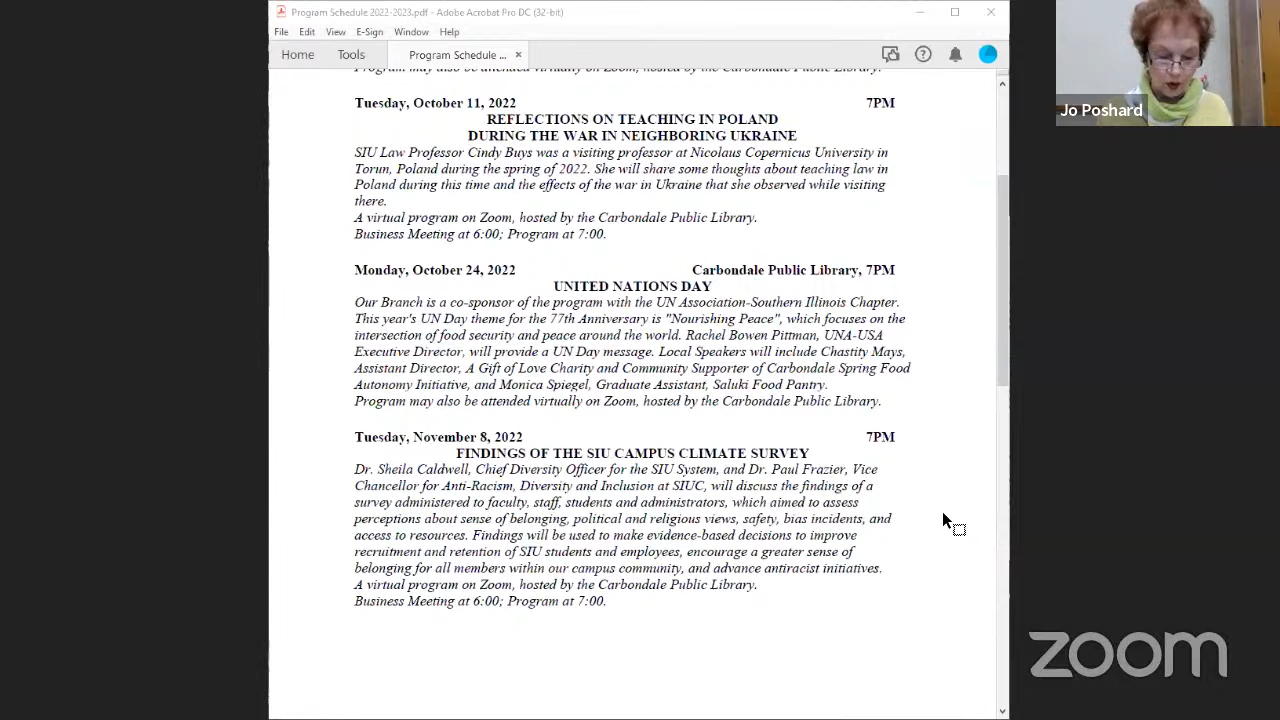 Program Schedule 2022-2023.pdf - Adobe Acrobat Pro DC (32-bit)
File Edit View E-Sign Window Help
Home Tools Program Schedule ... ×
Program may also be attended virtually on Zoom, hosted by the Carbondale Public Library.
Tuesday, October 11, 2022 7PM
REFLECTIONS ON TEACHING IN POLAND
DURING THE WAR IN NEIGHBORING UKRAINE
SIU Law Professor Cindy Buys was a visiting professor at Nicolaus Copernicus University in
Torun, Poland during the spring of 2022. She will share some thoughts about teaching law in
Poland during this time and the effects of the war in Ukraine that she observed while visiting
there.
A virtual program on Zoom, hosted by the Carbondale Public Library.
Business Meeting at 6:00; Program at 7:00.
Monday, October 24, 2022 Carbondale Public Library, 7PM
UNITED NATIONS DAY
Our Branch is a co-sponsor of the program with the UN Association-Southern Illinois Chapter.
This year's UN Day theme for the 77th Anniversary is "Nourishing Peace", which focuses on the
intersection of food security and peace around the world. Rachel Bowen Pittman, UNA-USA
Executive Director, will provide a UN Day message. Local Speakers will include Chastity Mays,
Assistant Director, A Gift of Love Charity and Community Supporter of Carbondale Spring Food
Autonomy Initiative, and Monica Spiegel, Graduate Assistant, Saluki Food Pantry.
Program may also be attended virtually on Zoom, hosted by the Carbondale Public Library.
Tuesday, November 8, 2022 7PM
FINDINGS OF THE SIU CAMPUS CLIMATE SURVEY
Dr. Sheila Caldwell, Chief Diversity Officer for the SIU System, and Dr. Paul Frazier, Vice
Chancellor for Anti-Racism, Diversity and Inclusion at SIUC, will discuss the findings of a
survey administered to faculty, staff, students and administrators, which aimed to assess
perceptions about sense of belonging, political and religious views, safety, bias incidents, and
access to resources. Findings will be used to make evidence-based decisions to improve
recruitment and retention of SIU students and employees, encourage a greater sense of
belonging for all members within our campus community, and advance antiracist initiatives.
A virtual program on Zoom, hosted by the Carbondale Public Library.
Business Meeting at 6:00; Program at 7:00.
Jo Poshard
zoom